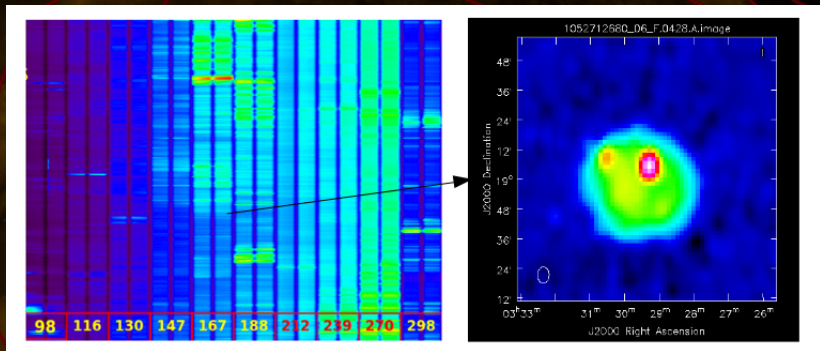 98 116 130 147 167 188 212 239 270 298
1052712680_06_F.0428.A.image
J2000 Declination
48'
36'
24'
12'
19°
48'
36'
24'
12'
03ʰ33ᵐ 31ᵐ 30ᵐ 29ᵐ 28ᵐ 27ᵐ 26ᵐ
J2000 Right Ascension